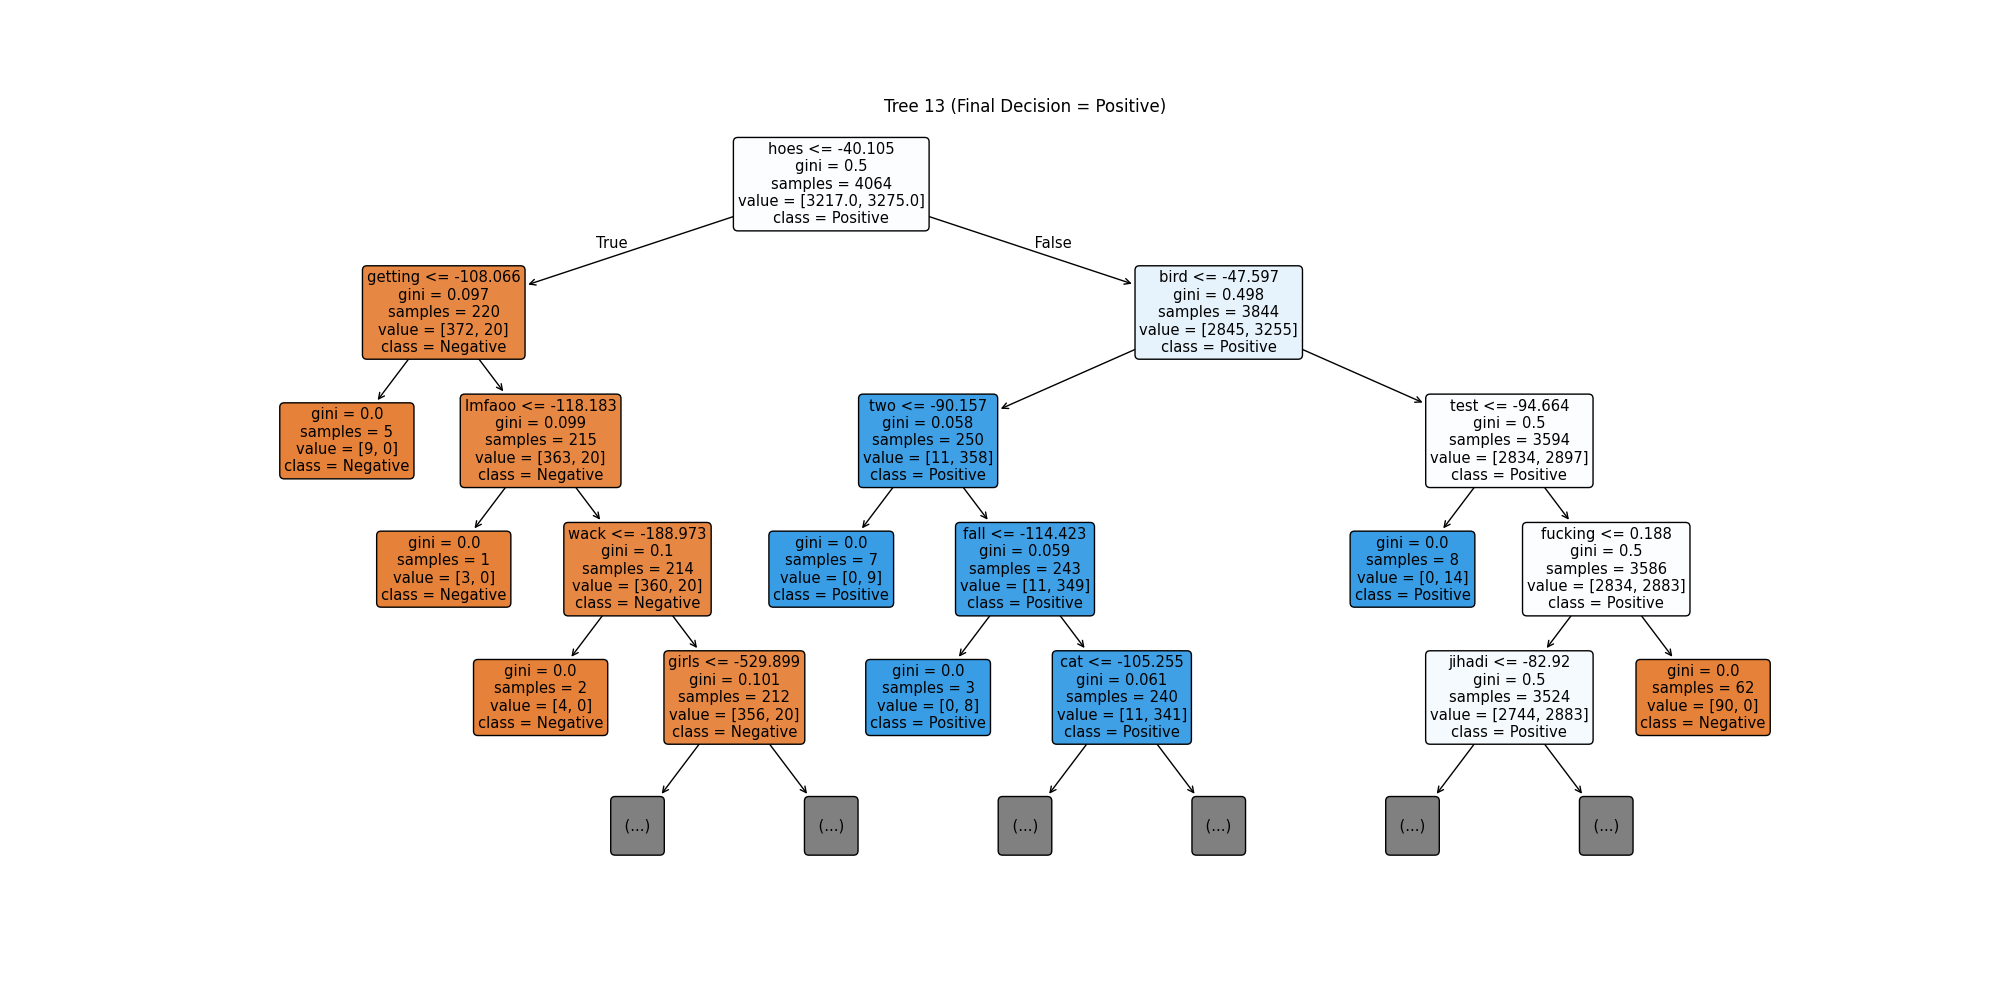 Tree 13 (Final Decision = Positive)
hoes <= -40.105
gini = 0.5
samples = 4064
value = [3217.0, 3275.0]
class = Positive
True
False
getting <= -108.066
gini = 0.097
samples = 220
value = [372, 20]
class = Negative
bird <= -47.597
gini = 0.498
samples = 3844
value = [2845, 3255]
class = Positive
gini = 0.0
samples = 5
value = [9, 0]
class = Negative
lmfaoo <= -118.183
gini = 0.099
samples = 215
value = [363, 20]
class = Negative
two <= -90.157
gini = 0.058
samples = 250
value = [11, 358]
class = Positive
test <= -94.664
gini = 0.5
samples = 3594
value = [2834, 2897]
class = Positive
gini = 0.0
samples = 1
value = [3, 0]
class = Negative
wack <= -188.973
gini = 0.1
samples = 214
value = [360, 20]
class = Negative
gini = 0.0
samples = 7
value = [0, 9]
class = Positive
fall <= -114.423
gini = 0.059
samples = 243
value = [11, 349]
class = Positive
gini = 0.0
samples = 8
value = [0, 14]
class = Positive
fucking <= 0.188
gini = 0.5
samples = 3586
value = [2834, 2883]
class = Positive
gini = 0.0
samples = 2
value = [4, 0]
class = Negative
girls <= -529.899
gini = 0.101
samples = 212
value = [356, 20]
class = Negative
gini = 0.0
samples = 3
value = [0, 8]
class = Positive
cat <= -105.255
gini = 0.061
samples = 240
value = [11, 341]
class = Positive
jihadi <= -82.92
gini = 0.5
samples = 3524
value = [2744, 2883]
class = Positive
gini = 0.0
samples = 62
value = [90, 0]
class = Negative
(...)
(...)
(...)
(...)
(...)
(...)